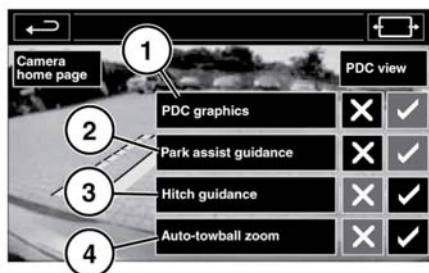 Camera
home page
PDC view
1
PDC graphics
2
Park assist guidance
3
Hitch guidance
4
Auto-towball zoom